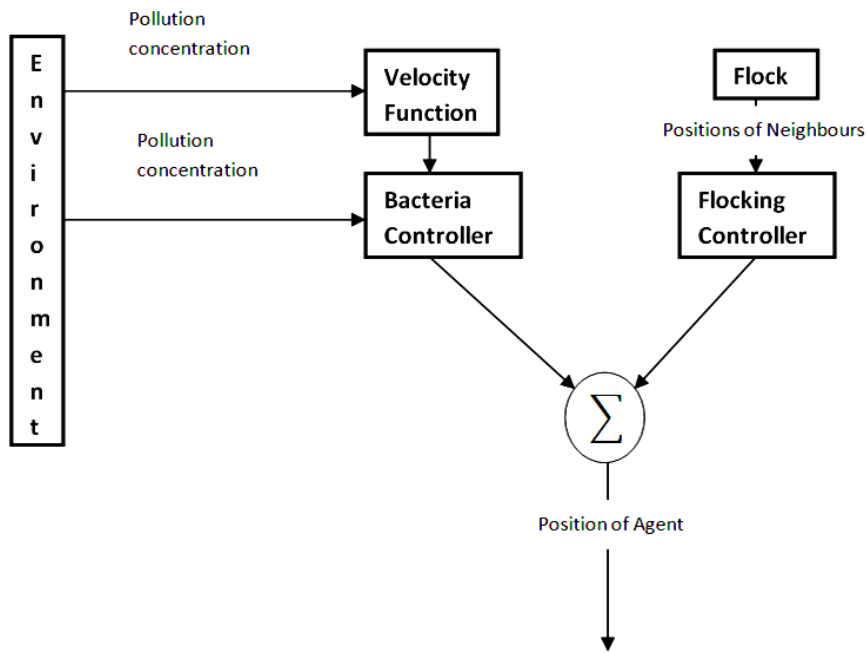 Pollution
concentration
E
n
v
i
r
o
n
m
e
n
t
Velocity
Function
Flock
Positions of Neighbours
Pollution
concentration
Bacteria
Controller
Flocking
Controller
∑
Position of Agent